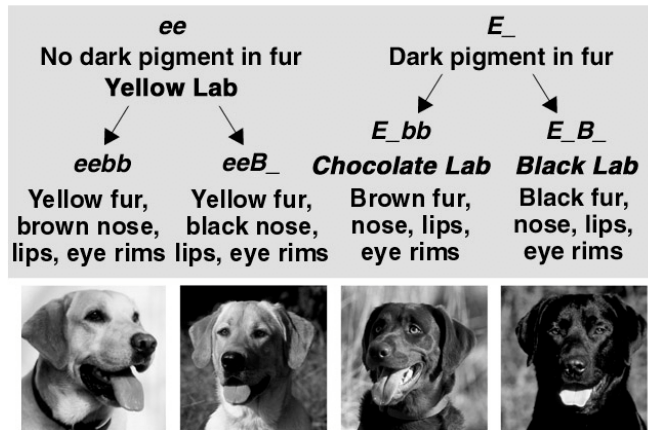 ee
No dark pigment in fur
Yellow Lab
E_
Dark pigment in fur
eebb
Yellow fur,
brown nose,
lips, eye rims
eeB_
Yellow fur,
black nose,
lips, eye rims
E_bb
Chocolate Lab
Brown fur,
nose, lips,
eye rims
E_B_
Black Lab
Black fur,
nose, lips,
eye rims